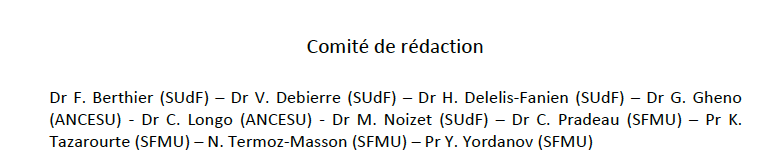 Comité de rédaction
Dr F. Berthier (SUdF) – Dr V. Debierre (SUdF) – Dr H. Delelis-Fanien (SUdF) – Dr G. Gheno
(ANCESU) - Dr C. Longo (ANCESU) - Dr M. Noizet (SUdF) – Dr C. Pradeau (SFMU) – Pr K.
Tazarourte (SFMU) – N. Termoz-Masson (SFMU) – Pr Y. Yordanov (SFMU)